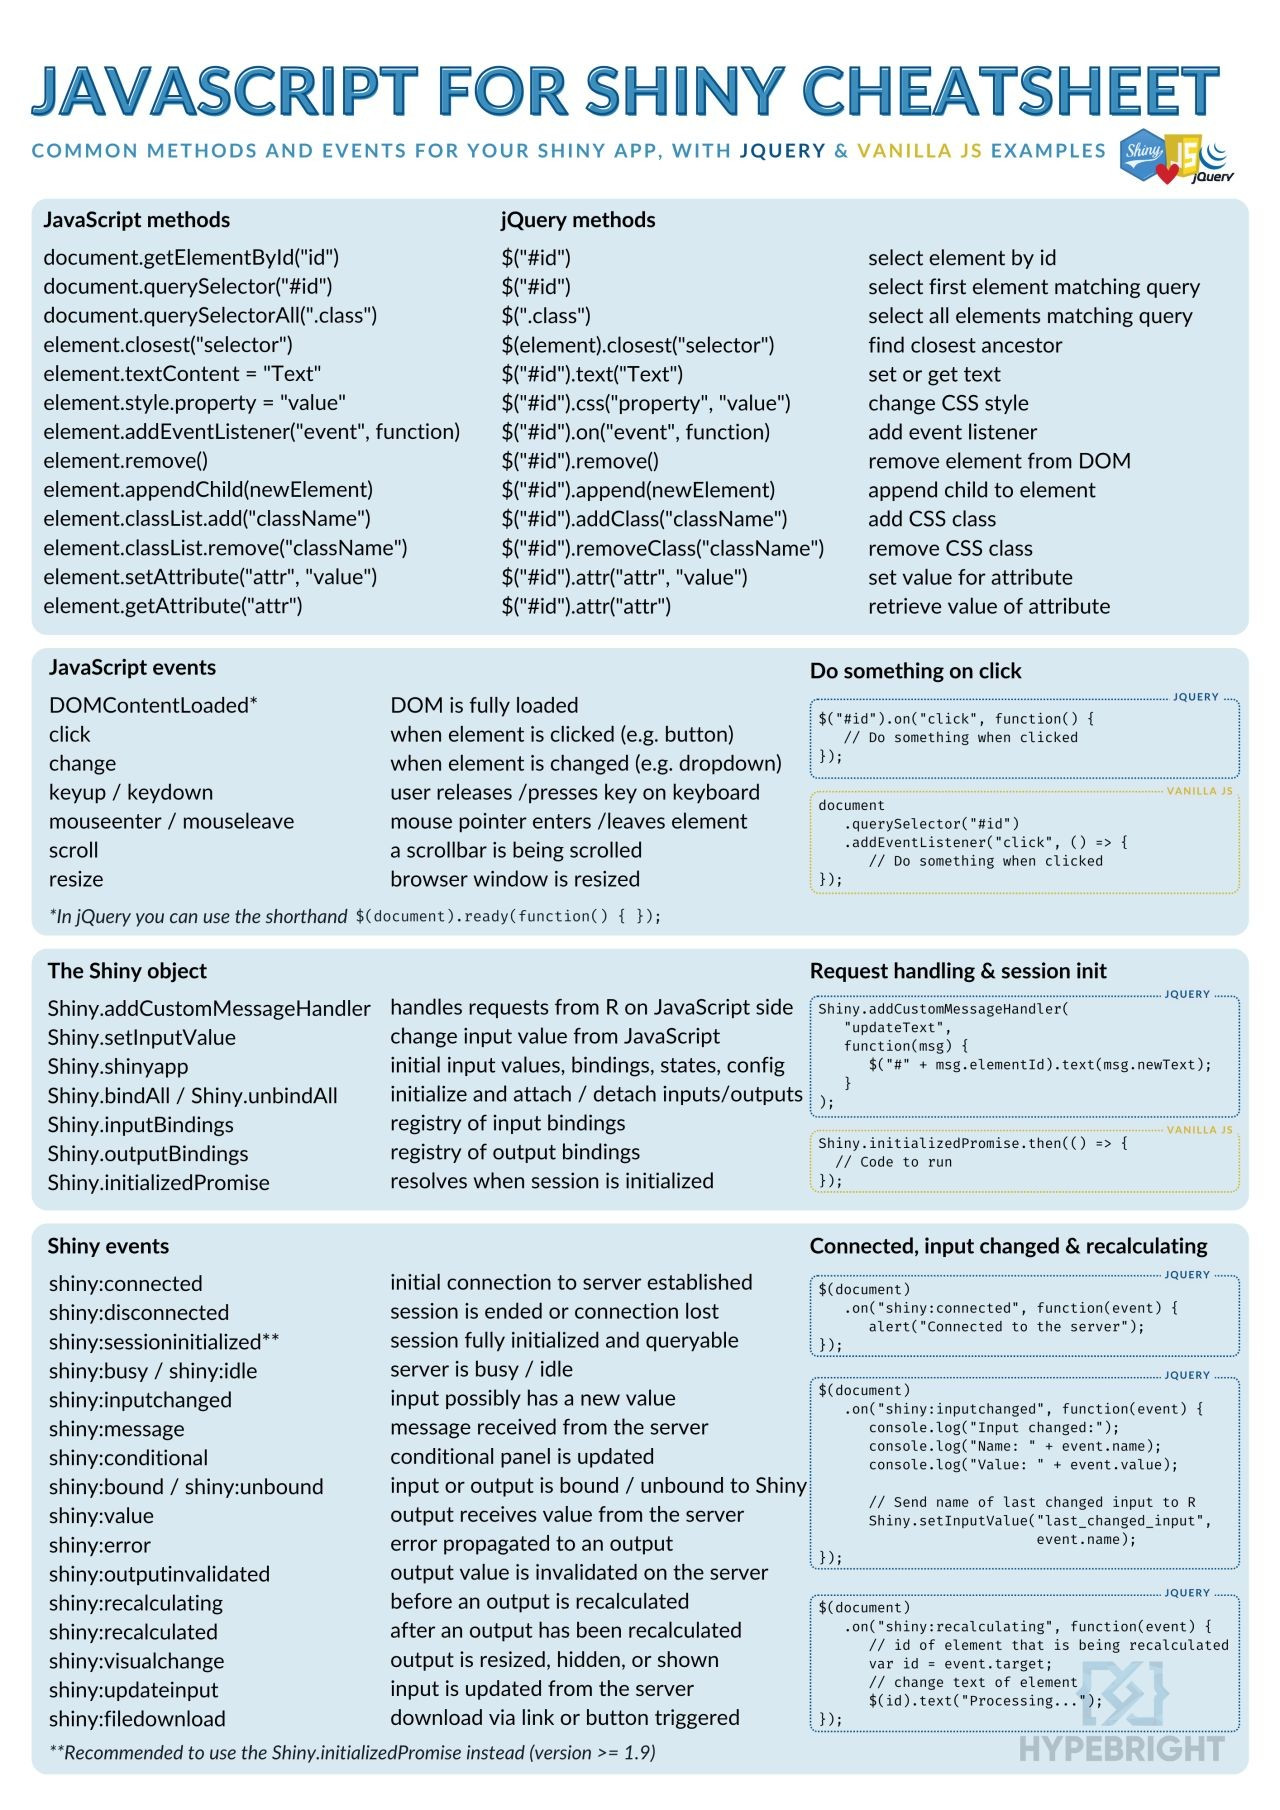 JAVASCRIPT FOR SHINY CHEATSHEET
COMMON METHODS AND EVENTS FOR YOUR SHINY APP, WITH JQUERY & VANILLA JS EXAMPLES
Shiny
JS
jQuery
JavaScript methods jQuery methods
document.getElementById("id") $("#id") select element by id
document.querySelector("#id") $("#id") select first element matching query
document.querySelectorAll(".class") $(".class") select all elements matching query
element.closest("selector") $(element).closest("selector") find closest ancestor
element.textContent = "Text" $("#id").text("Text") set or get text
element.style.property = "value" $("#id").css("property", "value") change CSS style
element.addEventListener("event", function) $("#id").on("event", function) add event listener
element.remove() $("#id").remove() remove element from DOM
element.appendChild(newElement) $("#id").append(newElement) append child to element
element.classList.add("className") $("#id").addClass("className") add CSS class
element.classList.remove("className") $("#id").removeClass("className") remove CSS class
element.setAttribute("attr", "value") $("#id").attr("attr", "value") set value for attribute
element.getAttribute("attr") $("#id").attr("attr") retrieve value of attribute
JavaScript events
DOMContentLoaded* DOM is fully loaded
click when element is clicked (e.g. button)
change when element is changed (e.g. dropdown)
keyup / keydown user releases /presses key on keyboard
mouseenter / mouseleave mouse pointer enters /leaves element
scroll a scrollbar is being scrolled
resize browser window is resized
*In jQuery you can use the shorthand $(document).ready(function() { });
Do something on click
JQUERY
$("#id").on("click", function() {
// Do something when clicked
});
VANILLA JS
document
.querySelector("#id")
.addEventListener("click", () => {
// Do something when clicked
});
The Shiny object
Shiny.addCustomMessageHandler handles requests from R on JavaScript side
Shiny.setInputValue change input value from JavaScript
Shiny.shinyapp initial input values, bindings, states, config
Shiny.bindAll / Shiny.unbindAll initialize and attach / detach inputs/outputs
Shiny.inputBindings registry of input bindings
Shiny.outputBindings registry of output bindings
Shiny.initializedPromise resolves when session is initialized
Request handling & session init
JQUERY
Shiny.addCustomMessageHandler(
"updateText",
function(msg) {
$("#" + msg.elementId).text(msg.newText);
}
);
VANILLA JS
Shiny.initializedPromise.then(() => {
// Code to run
});
Shiny events
shiny:connected initial connection to server established
shiny:disconnected session is ended or connection lost
shiny:sessioninitialized** session fully initialized and queryable
shiny:busy / shiny:idle server is busy / idle
shiny:inputchanged input possibly has a new value
shiny:message message received from the server
shiny:conditional conditional panel is updated
shiny:bound / shiny:unbound input or output is bound / unbound to Shiny
shiny:value output receives value from the server
shiny:error error propagated to an output
shiny:outputinvalidated output value is invalidated on the server
shiny:recalculating before an output is recalculated
shiny:recalculated after an output has been recalculated
shiny:visualchange output is resized, hidden, or shown
shiny:updateinput input is updated from the server
shiny:filedownload download via link or button triggered
**Recommended to use the Shiny.initializedPromise instead (version >= 1.9)
Connected, input changed & recalculating
JQUERY
$(document)
.on("shiny:connected", function(event) {
alert("Connected to the server");
});
JQUERY
$(document)
.on("shiny:inputchanged", function(event) {
console.log("Input changed:");
console.log("Name: " + event.name);
console.log("Value: " + event.value);
// Send name of last changed input to R
Shiny.setInputValue("last_changed_input",
event.name);
});
JQUERY
$(document)
.on("shiny:recalculating", function(event) {
// id of element that is being recalculated
var id = event.target;
// change text of element
$(id).text("Processing...");
});
HYPEBRIGHT